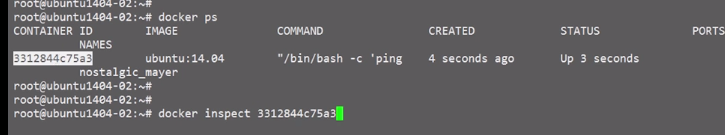 root@ubuntu1404-02:~#
root@ubuntu1404-02:~# docker ps
CONTAINER ID IMAGE COMMAND CREATED STATUS PORTS
NAMES
3312844c75a3 ubuntu:14.04 "/bin/bash -c 'ping 4 seconds ago Up 3 seconds
nostalgic_mayer
root@ubuntu1404-02:~#
root@ubuntu1404-02:~#
root@ubuntu1404-02:~# docker inspect 3312844c75a3